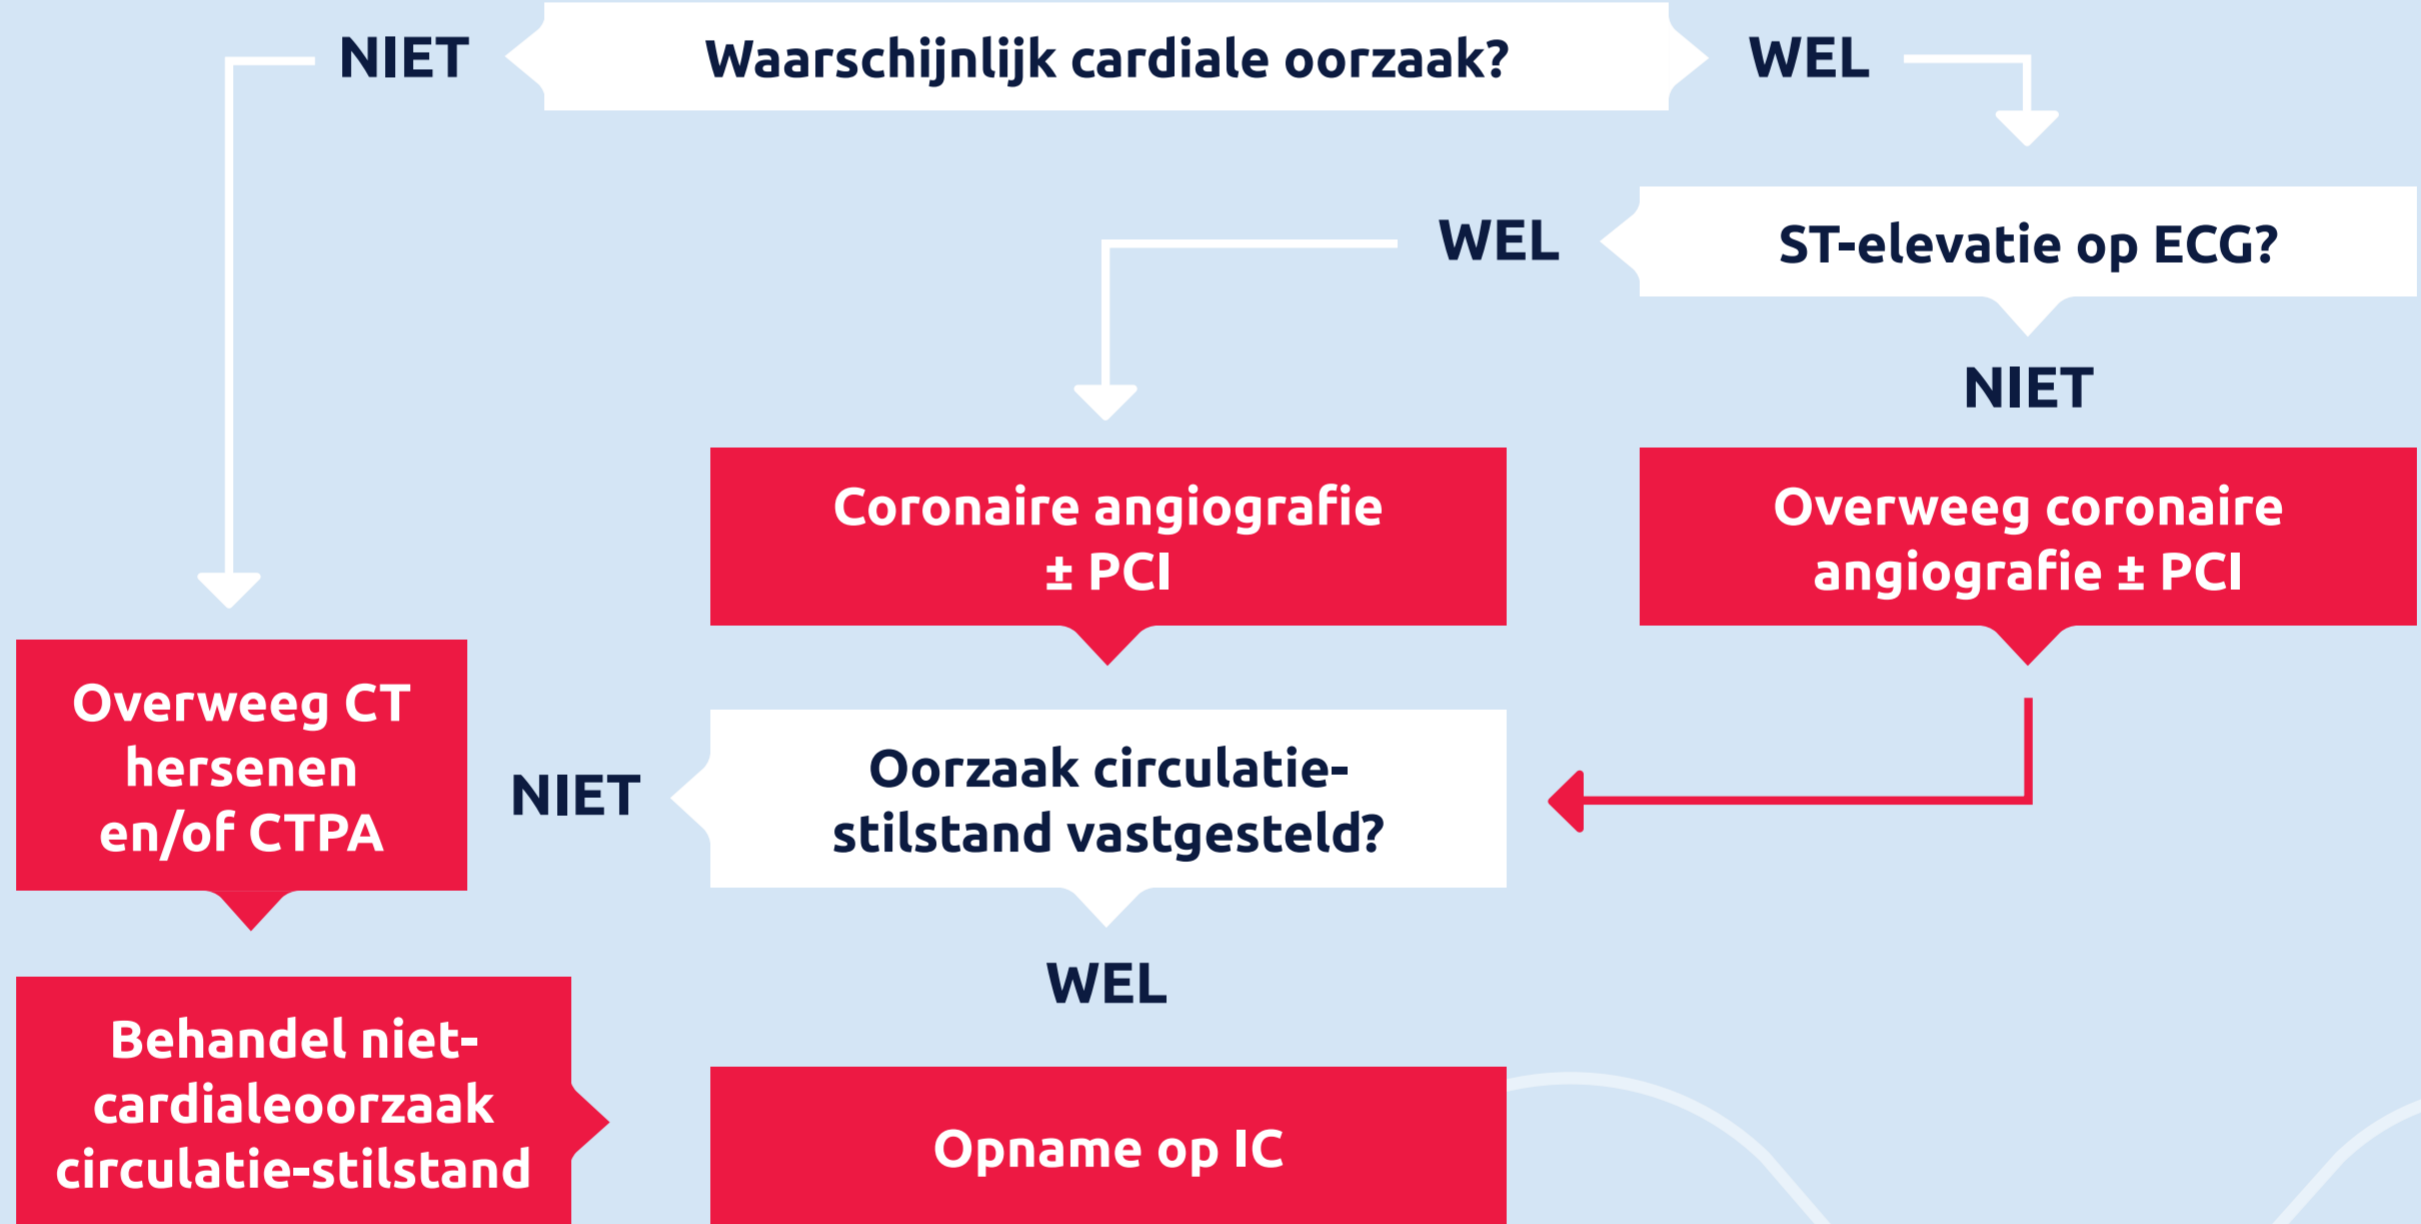 NIET
Waarschijnlijk cardiale oorzaak?
WEL
WEL
ST-elevatie op ECG?
NIET
Coronaire angiografie
± PCI
Overweeg coronaire
angiografie ± PCI
Overweeg CT
hersenen
en/of CTPA
NIET
Oorzaak circulatie-
stilstand vastgesteld?
WEL
Behandel niet-
cardialeoorzaak
circulatie-stilstand
Opname op IC